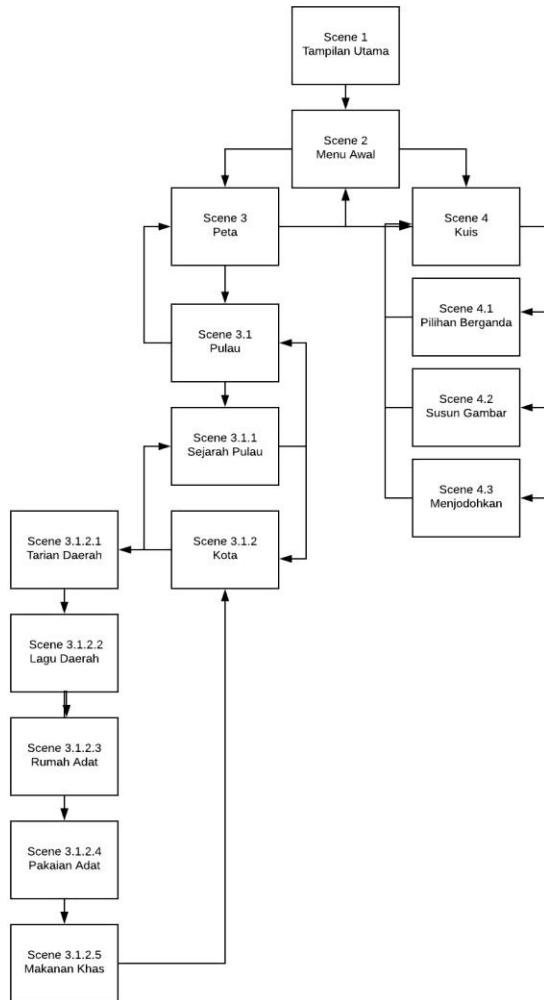 Scene 1
Tampilan Utama
Scene 2
Menu Awal
Scene 3
Peta
Scene 4
Kuis
Scene 3.1
Pulau
Scene 4.1
Pilihan Berganda
Scene 4.2
Susun Gambar
Scene 3.1.1
Sejarah Pulau
Scene 4.3
Menjodohkan
Scene 3.1.2.1
Tarian Daerah
Scene 3.1.2
Kota
Scene 3.1.2.2
Lagu Daerah
Scene 3.1.2.3
Rumah Adat
Scene 3.1.2.4
Pakaian Adat
Scene 3.1.2.5
Makanan Khas